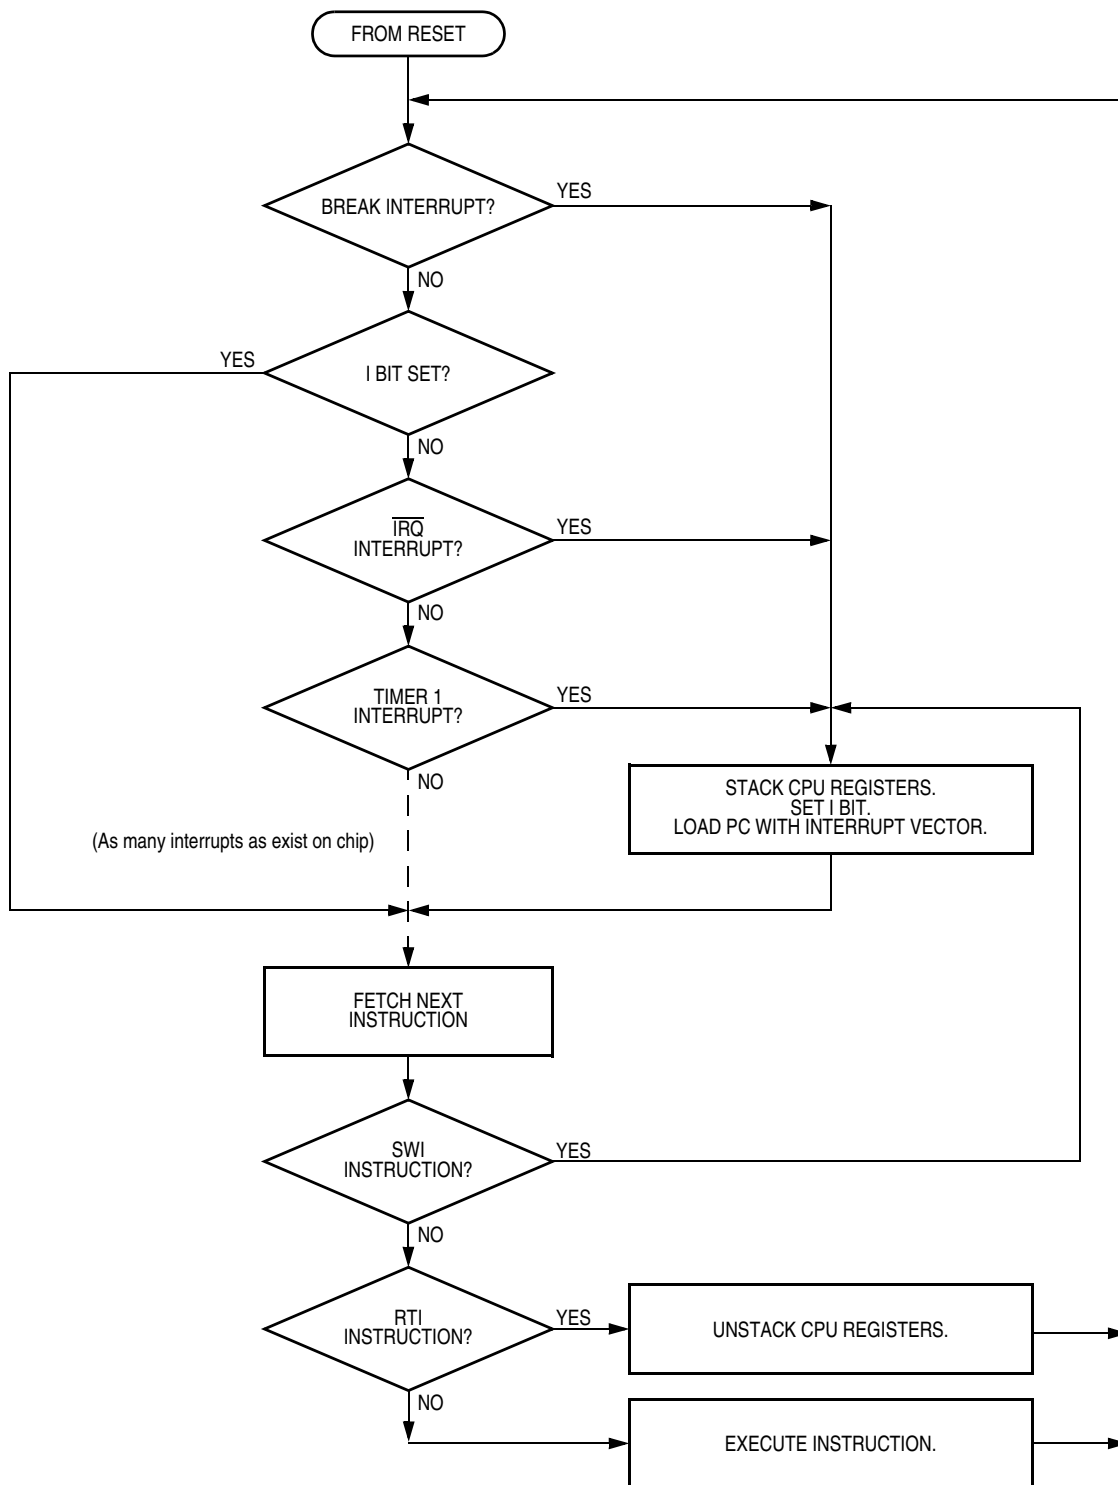 FROM RESET
BREAK INTERRUPT?
YES
NO
YES
I BIT SET?
NO
IRQ
INTERRUPT?
YES
NO
TIMER 1
INTERRUPT?
YES
NO
STACK CPU REGISTERS.
SET I BIT.
LOAD PC WITH INTERRUPT VECTOR.
(As many interrupts as exist on chip)
FETCH NEXT
INSTRUCTION
SWI
INSTRUCTION?
YES
NO
RTI
INSTRUCTION?
YES
UNSTACK CPU REGISTERS.
NO
EXECUTE INSTRUCTION.